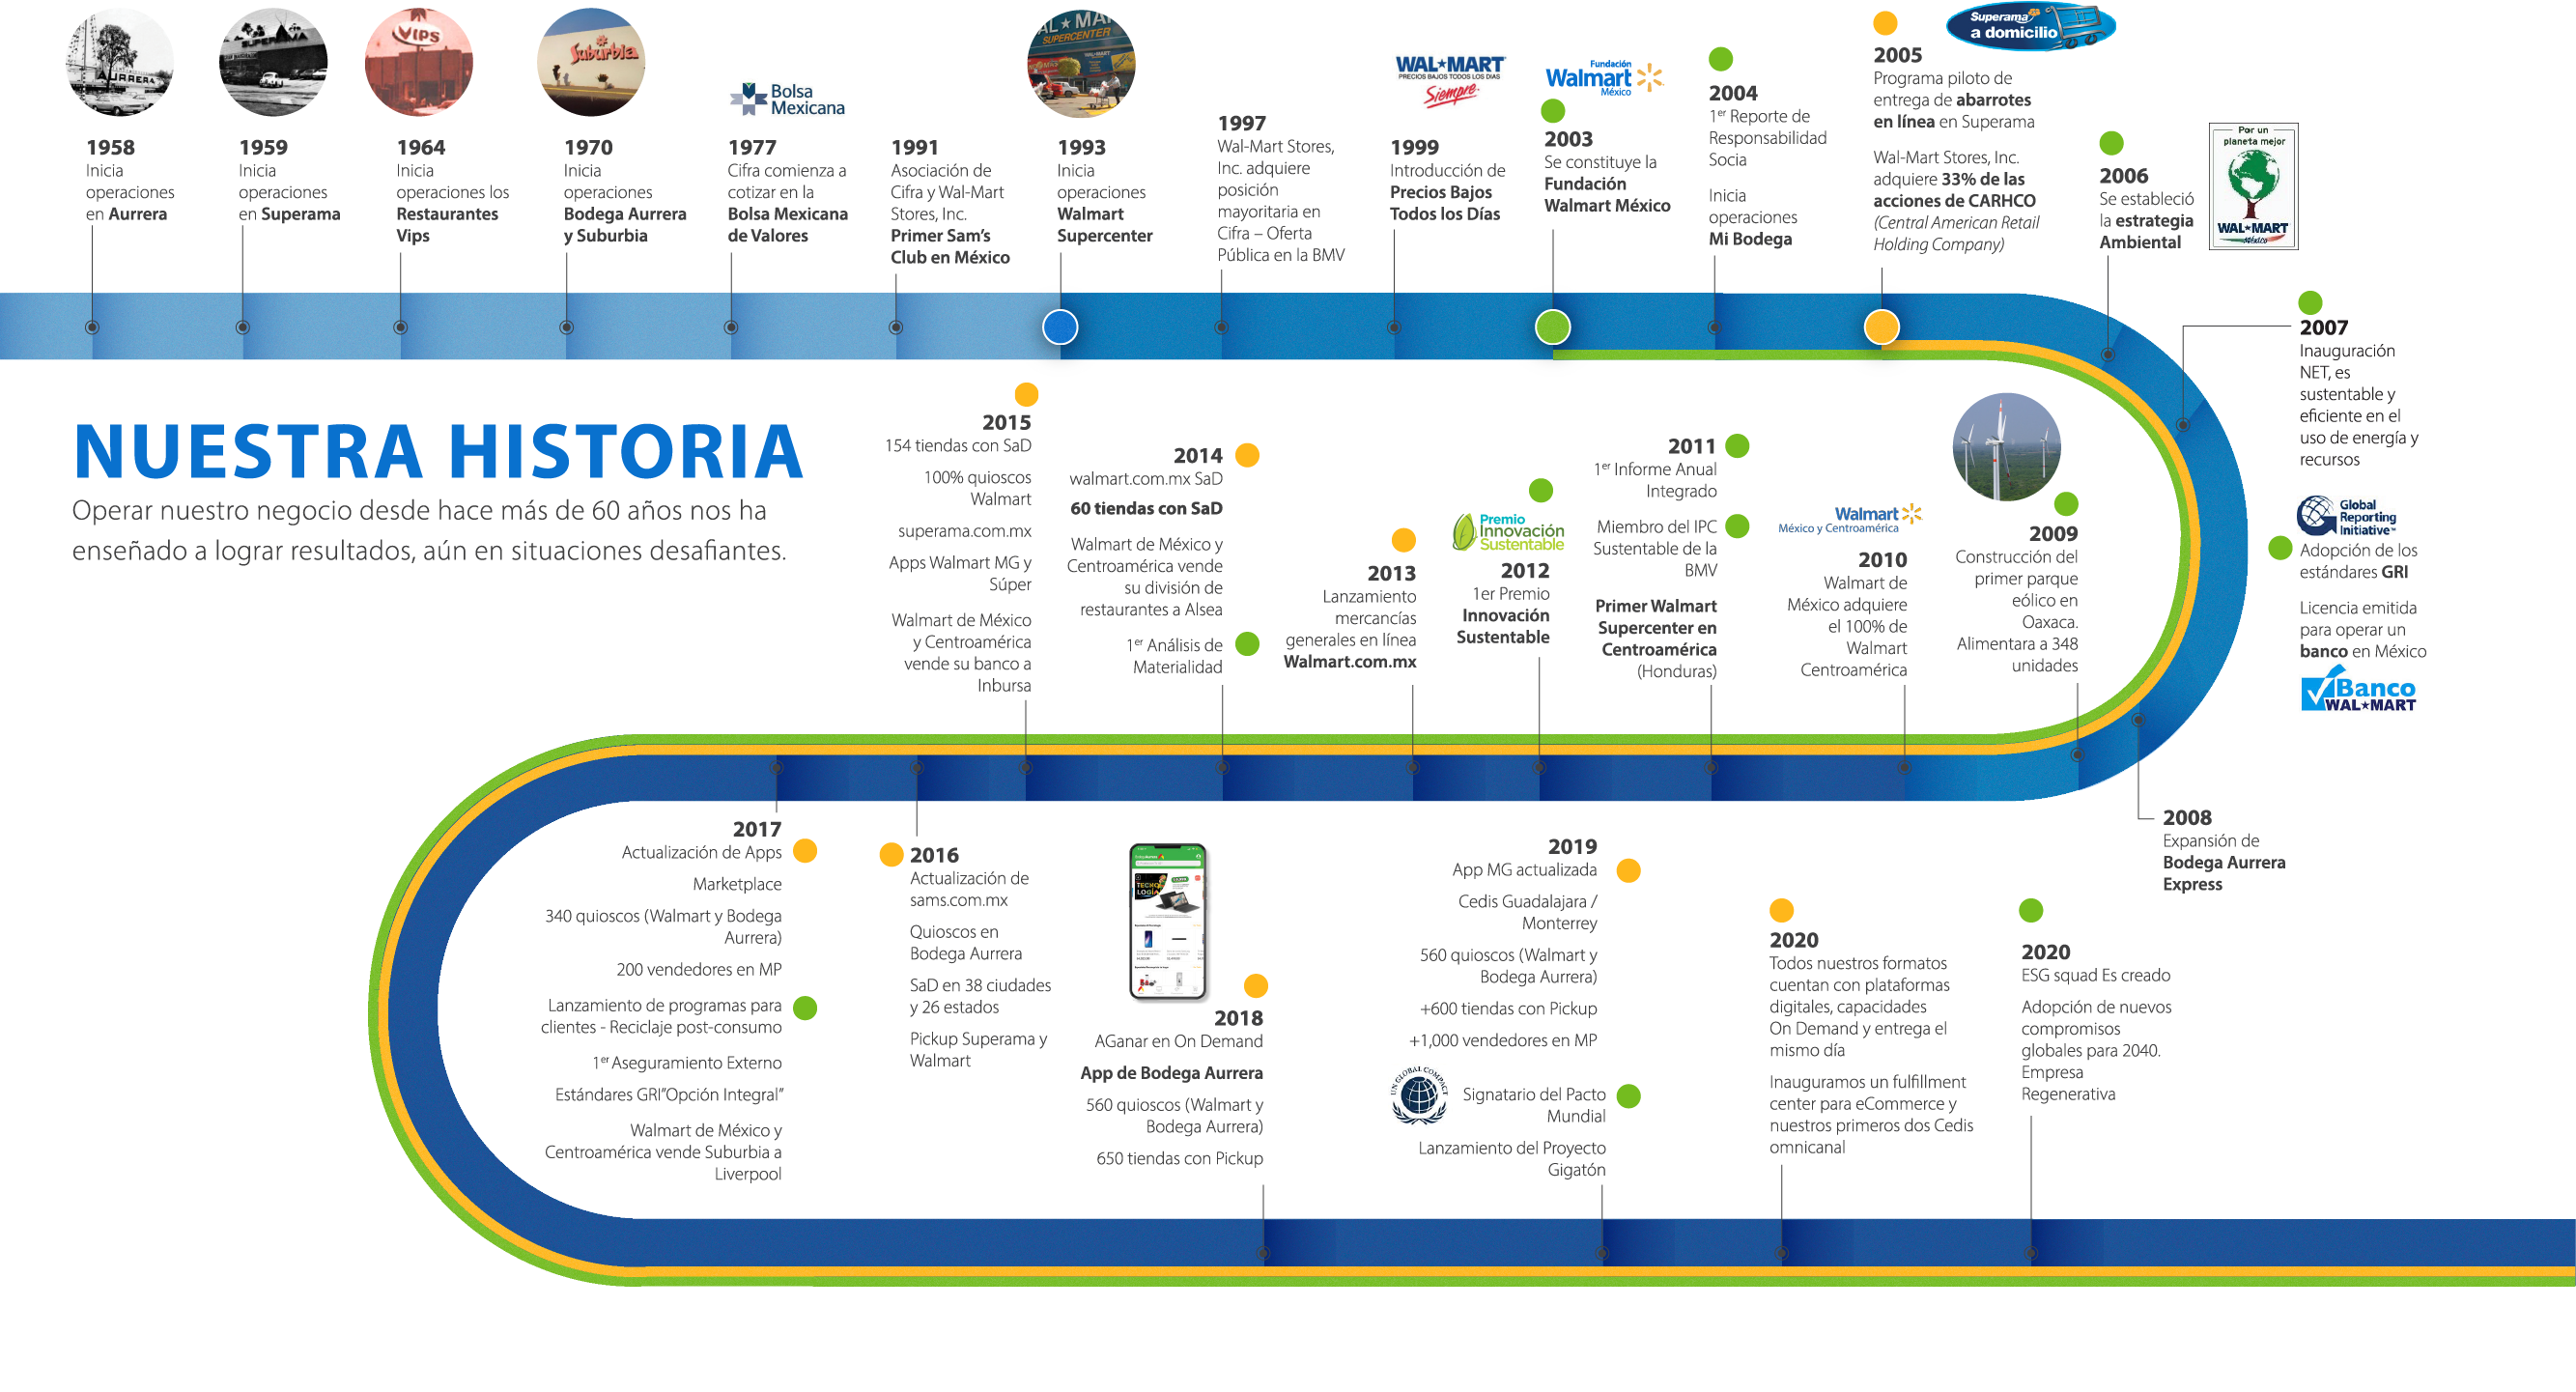 AURRERA
SUPERAMA
VIPS
Suburbia
Bolsa
Mexicana
WAL★MART
SUPERCENTER
WAL★MART
PRECIOS BAJOS TODOS LOS DIAS
Siempre.
Fundación
Walmart
México
Superama
a domicilio
Por un
planeta mejor
WAL★MART
México
1958
Inicia
operaciones
en Aurrera
1959
Inicia
operaciones
en Superama
1964
Inicia
operaciones los
Restaurantes
Vips
1970
Inicia
operaciones
Bodega Aurrera
y Suburbia
1977
Cifra comienza a
cotizar en la
Bolsa Mexicana
de Valores
1991
Asociación de
Cifra y Wal-Mart
Stores, Inc.
Primer Sam’s
Club en México
1993
Inicia
operaciones
Walmart
Supercenter
1997
Wal-Mart Stores,
Inc. adquiere
posición
mayoritaria en
Cifra – Oferta
Pública en la BMV
1999
Introducción de
Precios Bajos
Todos los Días
2003
Se constituye la
Fundación
Walmart México
2004
1er Reporte de
Responsabilidad
Socia
Inicia
operaciones
Mi Bodega
2005
Programa piloto de
entrega de abarrotes
en línea en Superama
Wal-Mart Stores, Inc.
adquiere 33% de las
acciones de CARHCO
(Central American Retail
Holding Company)
2006
Se estableció
la estrategia
Ambiental
2007
Inauguración
NET, es
sustentable y
eficiente en el
uso de energía y
recursos
Global
Reporting
Initiative™
Adopción de los
estándares GRI
Licencia emitida
para operar un
banco en México
Banco
WAL★MART
NUESTRA HISTORIA
Operar nuestro negocio desde hace más de 60 años nos ha
enseñado a lograr resultados, aún en situaciones desafiantes.
2015
154 tiendas con SaD
100% quioscos
Walmart
superama.com.mx
Apps Walmart MG y
Súper
Walmart de México
y Centroamérica
vende su banco a
Inbursa
2014
walmart.com.mx SaD
60 tiendas con SaD
Walmart de México y
Centroamérica vende
su división de
restaurantes a Alsea
1er Análisis de
Materialidad
2013
Lanzamiento
mercancías
generales en línea
Walmart.com.mx
Premio
Innovación
Sustentable
2012
1er Premio
Innovación
Sustentable
2011
1er Informe Anual
Integrado
Miembro del IPC
Sustentable de la
BMV
Primer Walmart
Supercenter en
Centroamérica
(Honduras)
Walmart
México y Centroamérica
2010
Walmart de
México adquiere
el 100% de
Walmart
Centroamérica
2009
Construcción del
primer parque
eólico en
Oaxaca.
Alimentara a 348
unidades
2008
Expansión de
Bodega Aurrera
Express
2017
Actualización de Apps
Marketplace
340 quioscos (Walmart y Bodega
Aurrera)
200 vendedores en MP
Lanzamiento de programas para
clientes - Reciclaje post-consumo
1er Aseguramiento Externo
Estándares GRI”Opción Integral”
Walmart de México y
Centroamérica vende Suburbia a
Liverpool
2016
Actualización de
sams.com.mx
Quioscos en
Bodega Aurrera
SaD en 38 ciudades
y 26 estados
Pickup Superama y
Walmart
TECNO
LOGÍA
2018
AGanar en On Demand
App de Bodega Aurrera
560 quioscos (Walmart y
Bodega Aurrera)
650 tiendas con Pickup
2019
App MG actualizada
Cedis Guadalajara /
Monterrey
560 quioscos (Walmart y
Bodega Aurrera)
+600 tiendas con Pickup
+1,000 vendedores en MP
UN GLOBAL COMPACT
Signatario del Pacto
Mundial
Lanzamiento del Proyecto
Gigatón
2020
Todos nuestros formatos
cuentan con plataformas
digitales, capacidades
On Demand y entrega el
mismo día
Inauguramos un fulfillment
center para eCommerce y
nuestros primeros dos Cedis
omnicanal
2020
ESG squad Es creado
Adopción de nuevos
compromisos
globales para 2040.
Empresa
Regenerativa